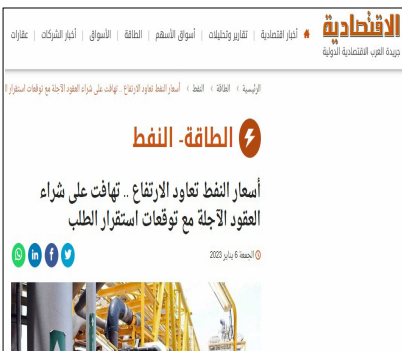 الاقتصادية
جريدة العرب الاقتصادية الدولية
أخبار اقتصادية | تقارير وتحليلات | أسواق الأسهم | الطاقة | الأسواق | أخبار الشركات | عقارات
الرئيسية > الطاقة > النفط > أسعار النفط تعاود الارتفاع .. تهافت على شراء العقود الآجلة مع توقعات استقرار ا
الطاقة- النفط
أسعار النفط تعاود الارتفاع .. تهافت على شراء
العقود الآجلة مع توقعات استقرار الطلب
الجمعة 6 يناير 2023